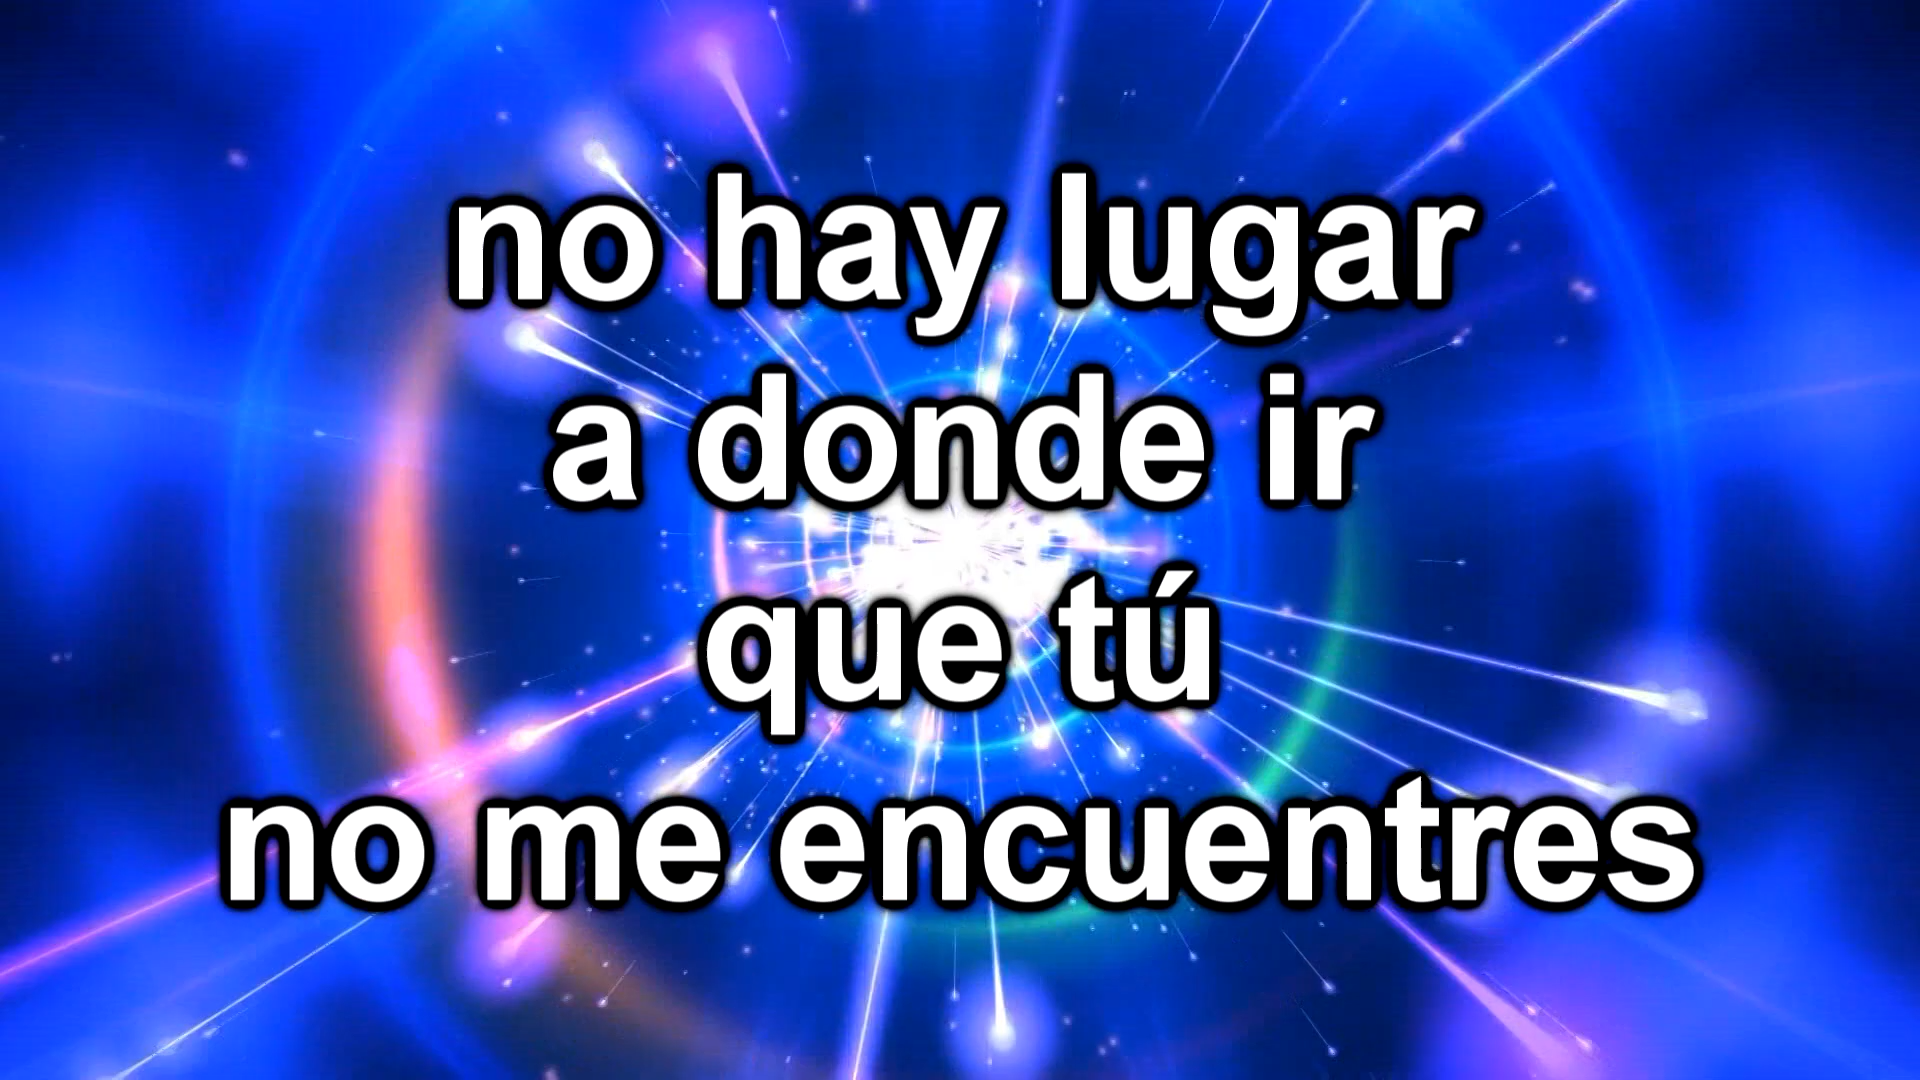 no hay lugar
a donde ir
que tú
no me encuentres